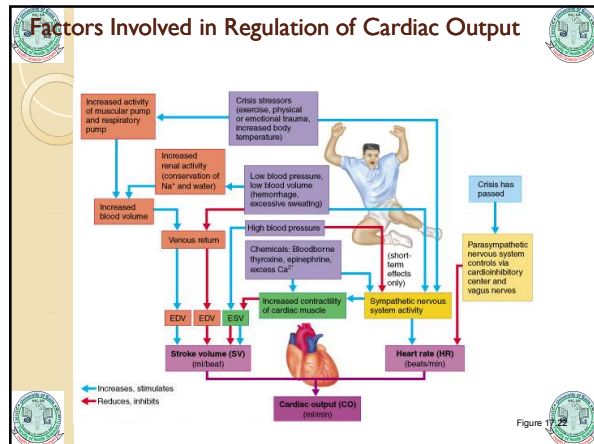 Factors Involved in Regulation of Cardiac Output
Increased activity
of muscular pump
and respiratory
pump
Crisis stressors
(exercise, physical
or emotional trauma,
increased body
temperature)
Increased
renal activity
(conservation of
Na+ and water)
Low blood pressure,
low blood volume
(hemorrhage,
excessive sweating)
Crisis has
passed
Increased
blood volume
Venous return
High blood pressure
Chemicals: Bloodborne
thyroxine, epinephrine,
excess Ca2+
(short-
term
effects
only)
Parasympathetic
nervous system
controls via
cardioinhibitory
center and
vagus nerves
EDV
EDV
ESV
Increased contractility
of cardiac muscle
Sympathetic nervous
system activity
Stroke volume (SV)
(ml/beat)
Heart rate (HR)
(beats/min)
Increases, stimulates
Reduces, inhibits
Cardiac output (CO)
(ml/min)
Figure 17.22